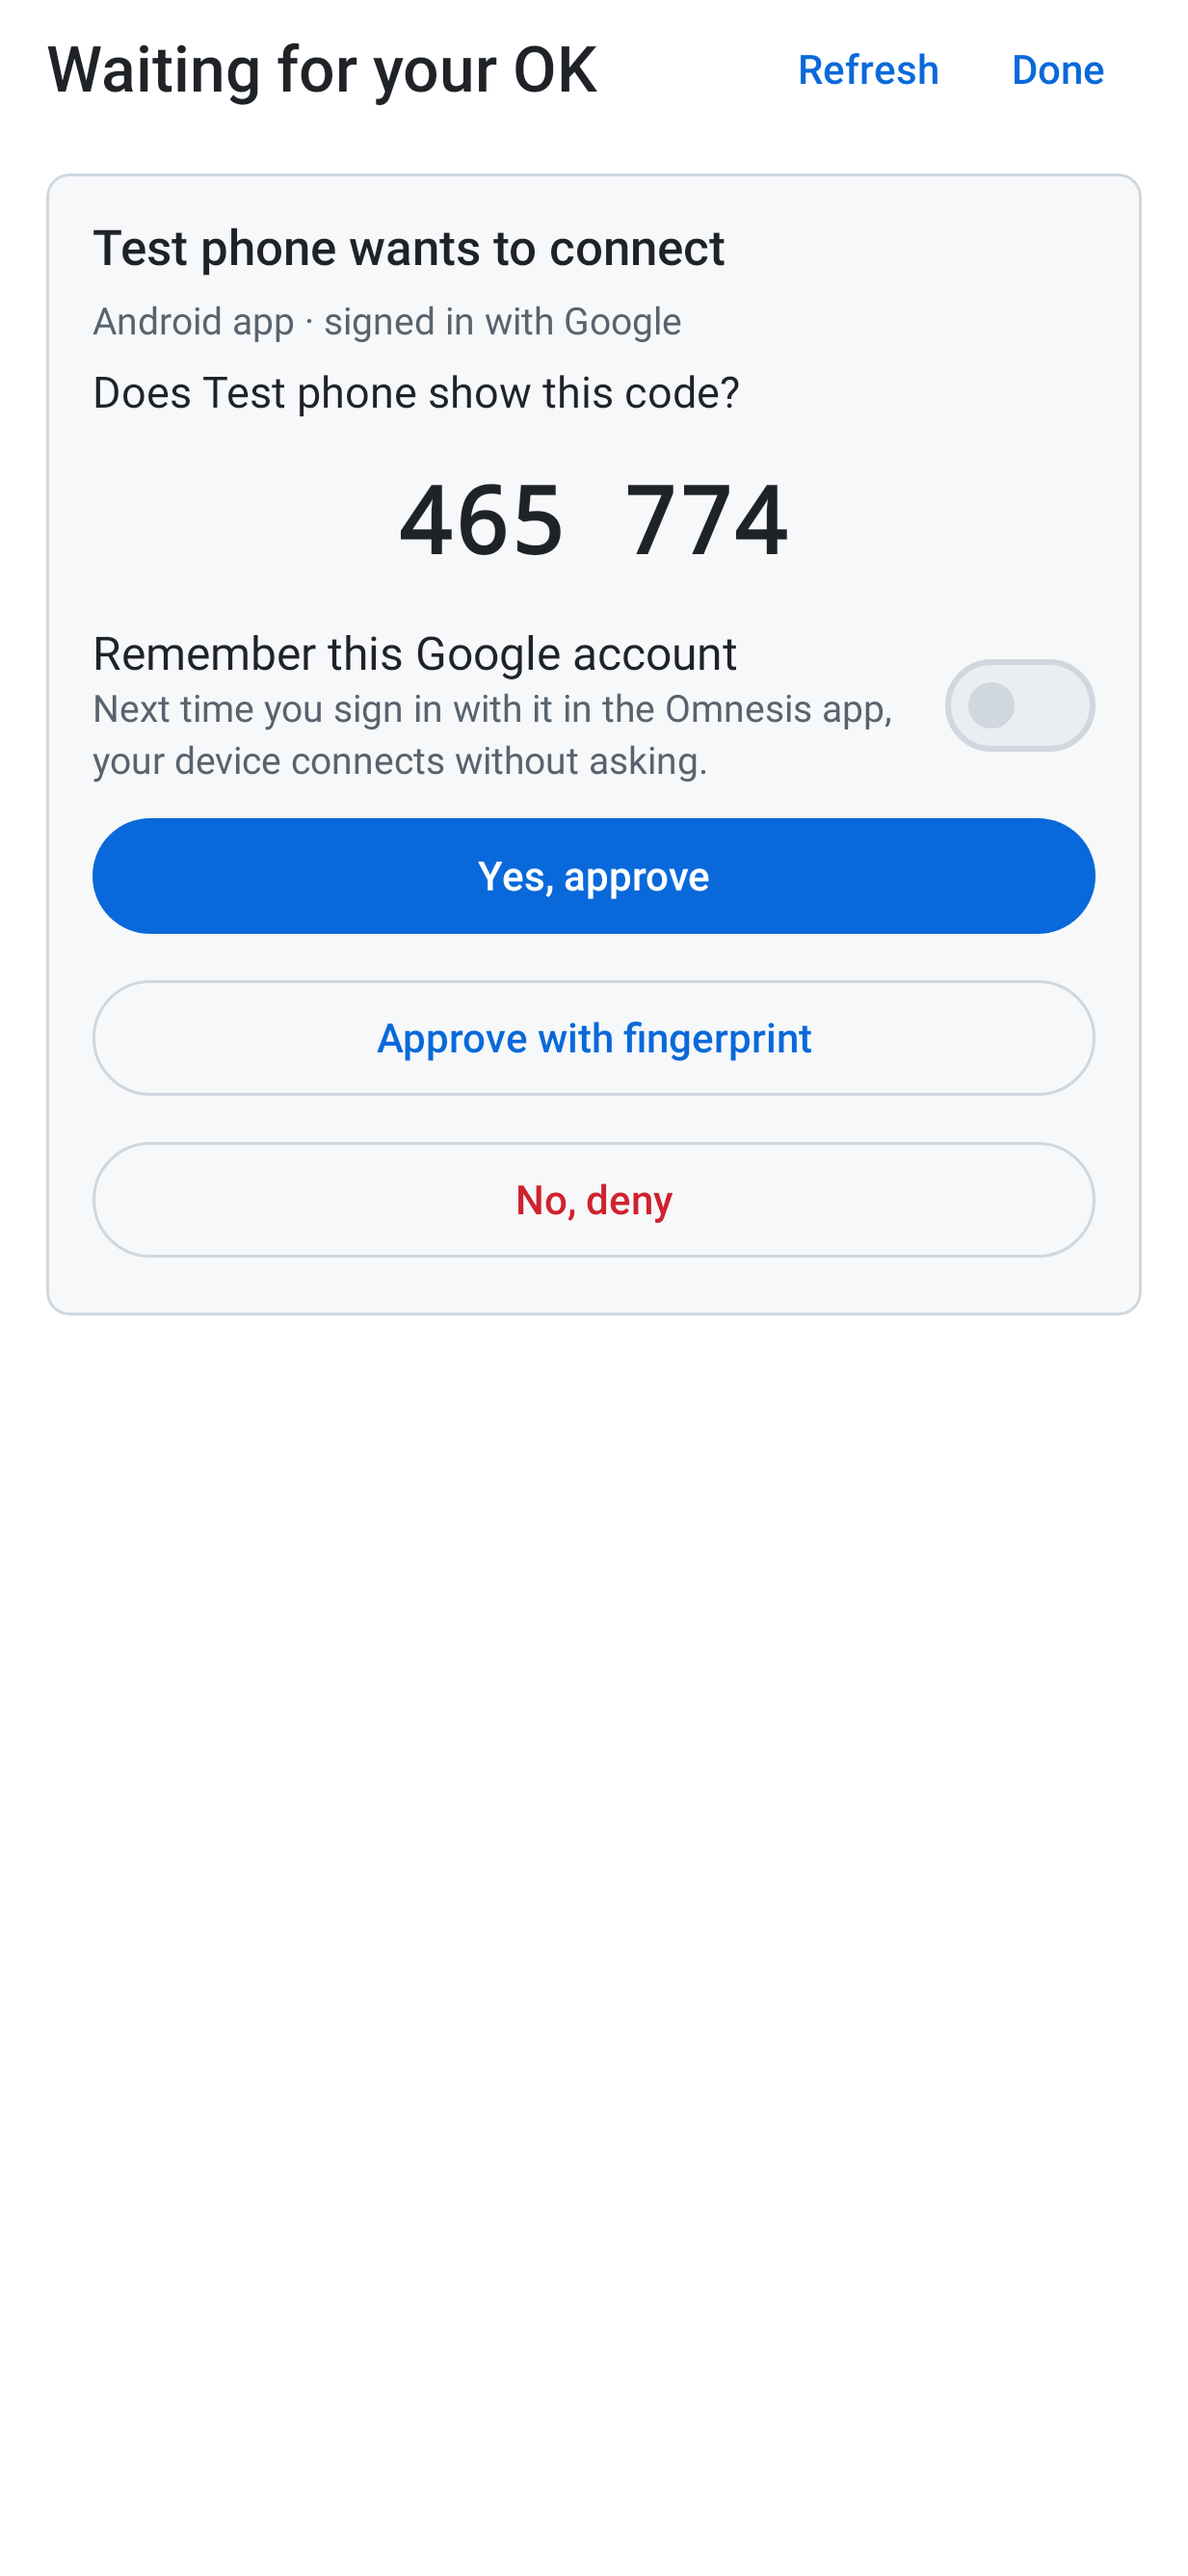 Waiting for your OK
Refresh
Done
Test phone wants to connect
Android app · signed in with Google
Does Test phone show this code?
465 774
Remember this Google account
Next time you sign in with it in the Omnesis app,
your device connects without asking.
Yes, approve
Approve with fingerprint
No, deny